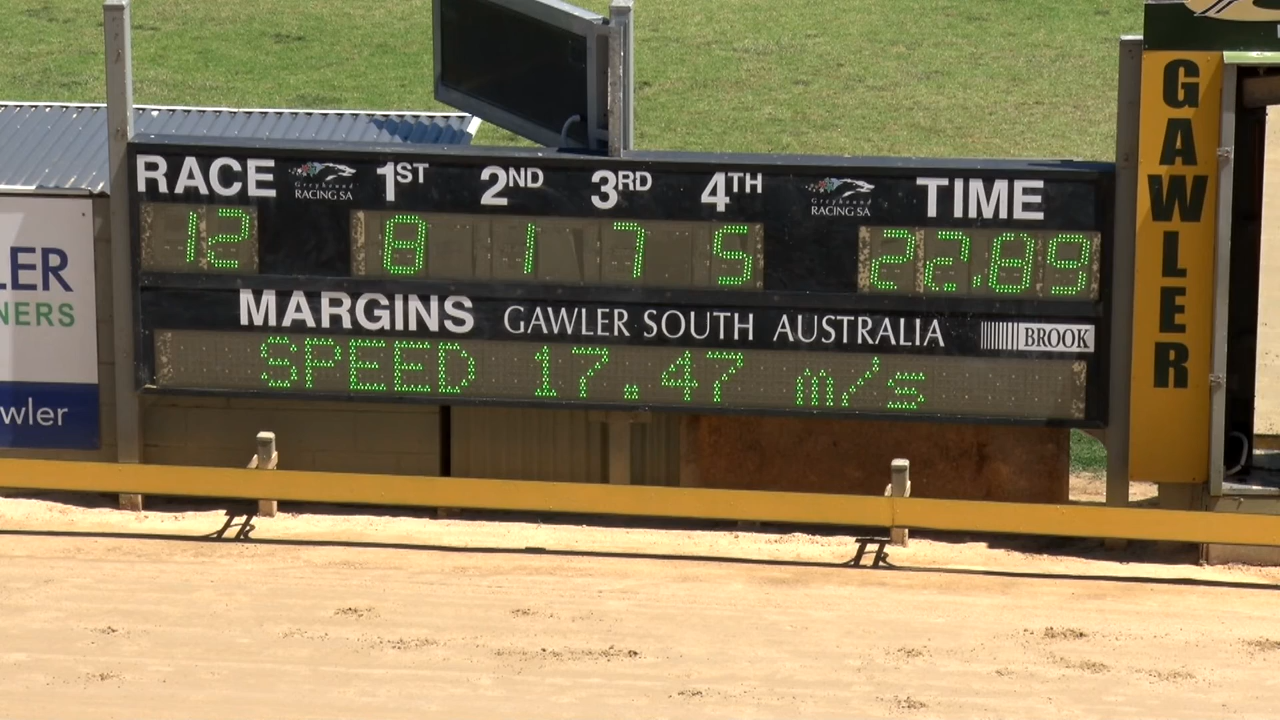 RACE 1ST 2ND 3RD 4TH TIME
Greyhound RACING SA Greyhound RACING SA
12 8 1 7 5 22.89
MARGINS GAWLER SOUTH AUSTRALIA BROOK
SPEED 17.47 m/s
LER
NERS
wler
GAWLER